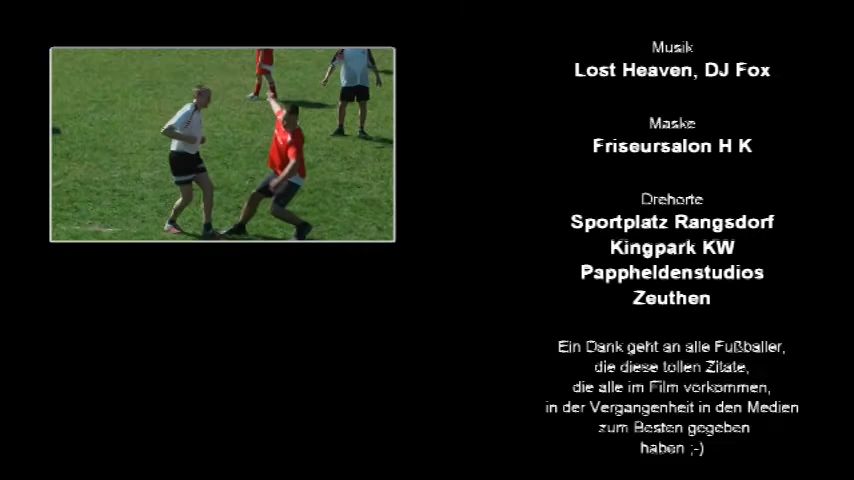 Musik
Lost Heaven, DJ Fox
Maske
Friseursalon H K
Drehorte
Sportplatz Rangsdorf
Kingpark KW
Pappheldenstudios
Zeuthen
Ein Dank geht an alle Fußballer,
die diese tollen Zitate,
die alle im Film vorkommen,
in der Vergangenheit in den Medien
zum Besten gegeben
haben ;-)